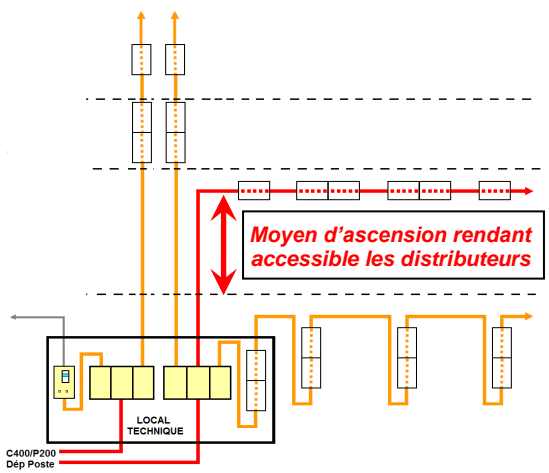 Moyen d'ascension rendant
accessible les distributeurs
LOCAL
TECHNIQUE
C400/P200
Dép Poste